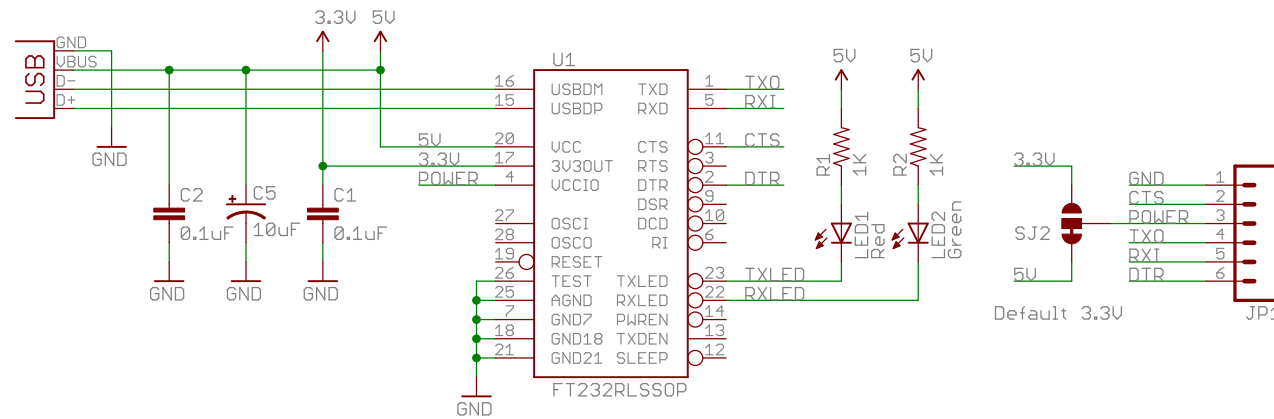 3.3V 5V
USB
GND
VBUS
D-
D+
GND
C2
0.1uF
GND
+
C5
10uF
GND
C1
0.1uF
GND
5V
3.3V
POWER
U1
16 USBDM TXD 1 TXO
15 USBDP RXD 5 RXI
20 VCC CTS 11 CTS
17 3V3OUT RTS 3
4 VCCIO DTR 2 DTR
DSR 9
27 OSCI DCD 10
28 OSCO RI 6
19 RESET
26 TEST TXLED 23 TXLED
25 AGND RXLED 22 RXLED
7 GND7 PWREN 14
18 GND18 TXDEN 13
21 GND21 SLEEP 12
FT232RLSSOP
GND
5V
R1
1K
LED1
Red
5V
R2
1K
LED2
Green
3.3V
SJ2
5V
Default 3.3V
GND 1
CTS 2
POWER 3
TXO 4
RXI 5
DTR 6
JP1